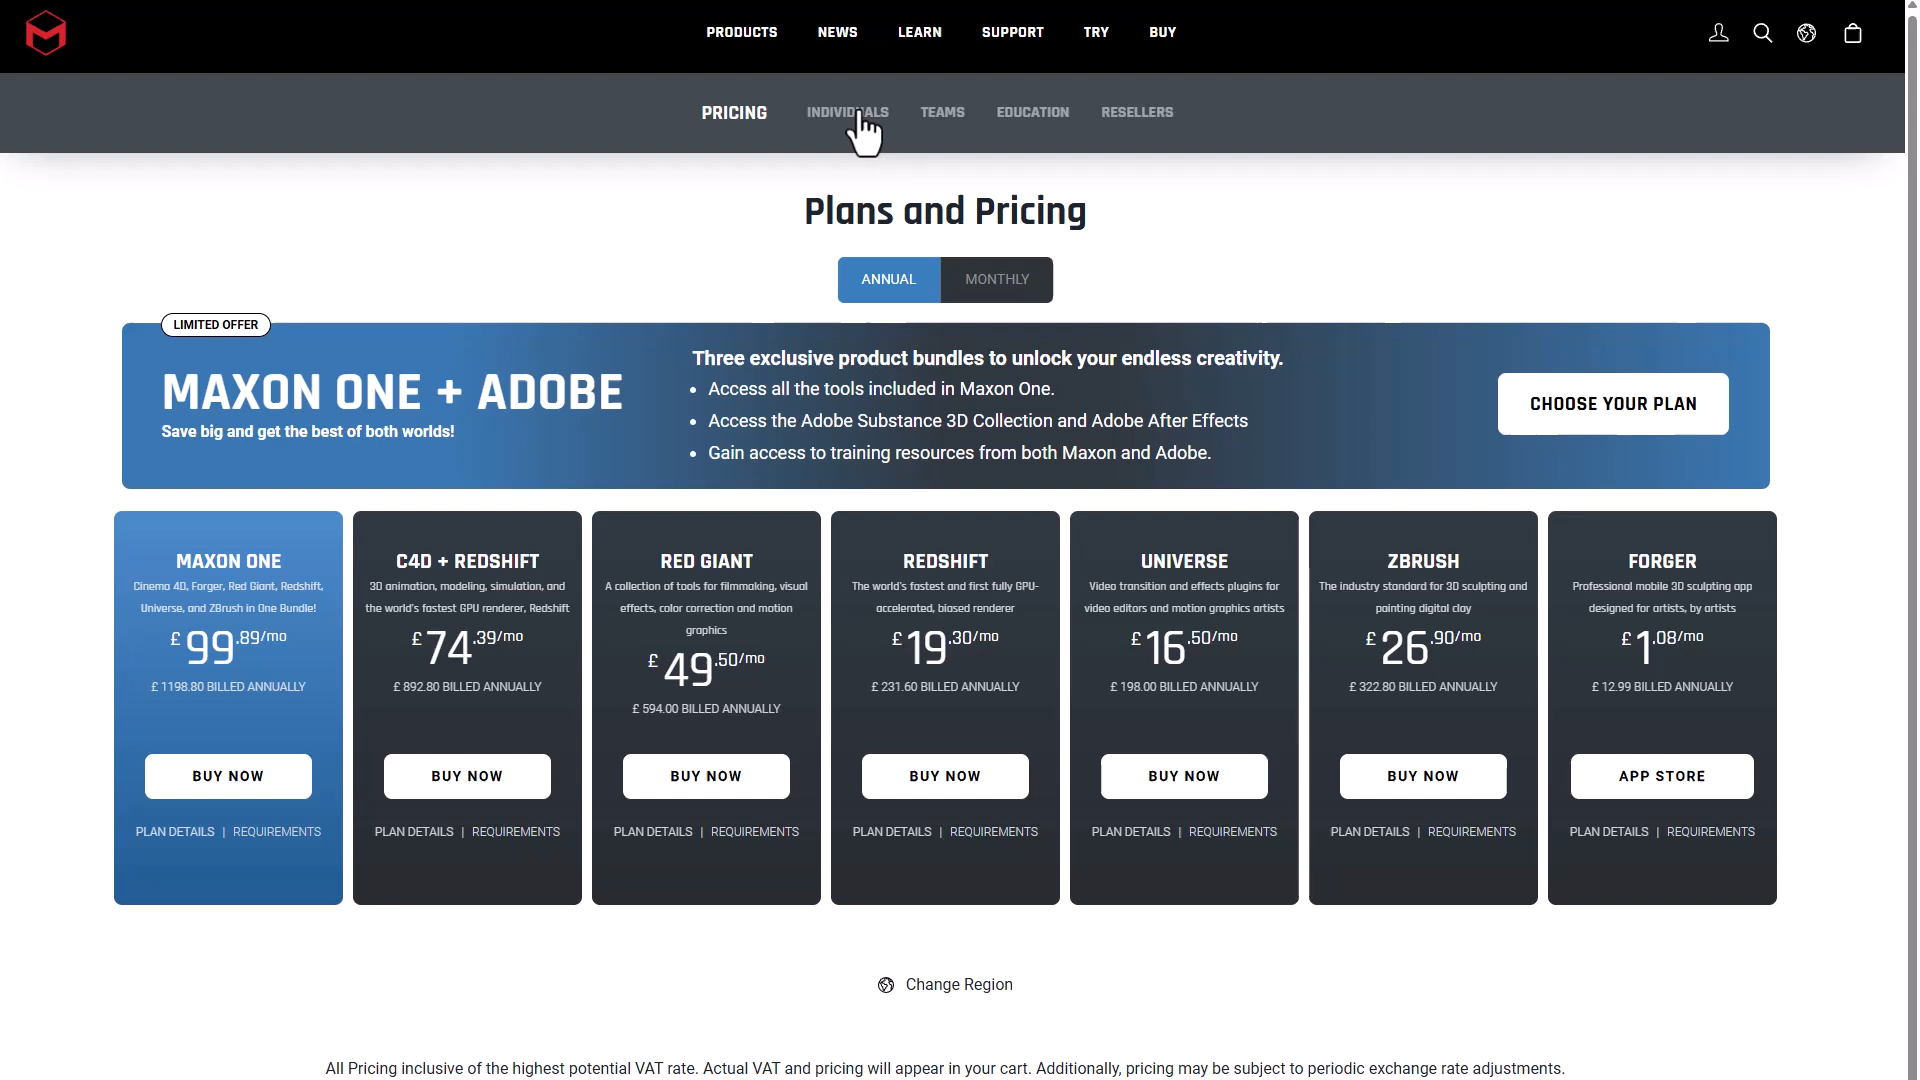 PRODUCTS NEWS LEARN SUPPORT TRY BUY
PRICING INDIVIDUALS TEAMS EDUCATION RESELLERS
Plans and Pricing
ANNUAL MONTHLY
LIMITED OFFER
MAXON ONE + ADOBE
Save big and get the best of both worlds!
Three exclusive product bundles to unlock your endless creativity.
• Access all the tools included in Maxon One.
• Access the Adobe Substance 3D Collection and Adobe After Effects
• Gain access to training resources from both Maxon and Adobe.
CHOOSE YOUR PLAN
MAXON ONE
Cinema 4D, Forger, Red Giant, Redshift,
Universe, and ZBrush in One Bundle!
£ 99.89/mo
£ 1198.80 BILLED ANNUALLY
BUY NOW
PLAN DETAILS | REQUIREMENTS
C4D + REDSHIFT
3D animation, modeling, simulation, and
the world's fastest GPU renderer, Redshift
£ 74.39/mo
£ 892.80 BILLED ANNUALLY
BUY NOW
PLAN DETAILS | REQUIREMENTS
RED GIANT
A collection of tools for filmmaking, visual
effects, color correction and motion
graphics
£ 49.50/mo
£ 594.00 BILLED ANNUALLY
BUY NOW
PLAN DETAILS | REQUIREMENTS
REDSHIFT
The world's fastest and first fully GPU-
accelerated, biased renderer
£ 19.30/mo
£ 231.60 BILLED ANNUALLY
BUY NOW
PLAN DETAILS | REQUIREMENTS
UNIVERSE
Video transition and effects plugins for
video editors and motion graphics artists
£ 16.50/mo
£ 198.00 BILLED ANNUALLY
BUY NOW
PLAN DETAILS | REQUIREMENTS
ZBRUSH
The industry standard for 3D sculpting and
painting digital clay
£ 26.90/mo
£ 322.80 BILLED ANNUALLY
BUY NOW
PLAN DETAILS | REQUIREMENTS
FORGER
Professional mobile 3D sculpting app
designed for artists, by artists
£ 1.08/mo
£ 12.99 BILLED ANNUALLY
APP STORE
PLAN DETAILS | REQUIREMENTS
Change Region
All Pricing inclusive of the highest potential VAT rate. Actual VAT and pricing will appear in your cart. Additionally, pricing may be subject to periodic exchange rate adjustments.